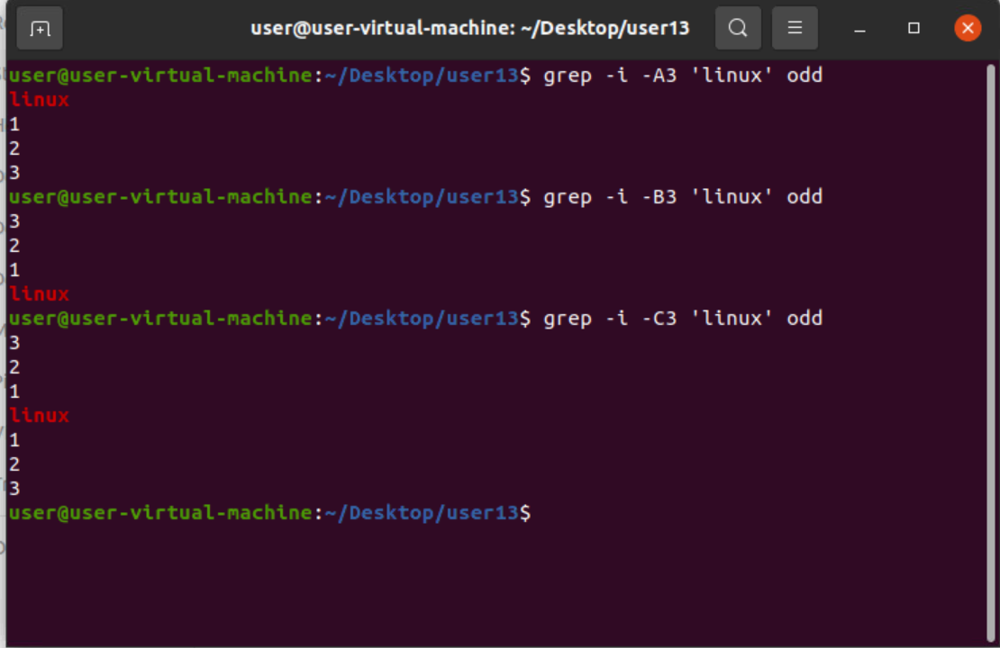 user@user-virtual-machine: ~/Desktop/user13
user@user-virtual-machine:~/Desktop/user13$ grep -i -A3 'linux' odd
linux
1
2
3
user@user-virtual-machine:~/Desktop/user13$ grep -i -B3 'linux' odd
3
2
1
linux
user@user-virtual-machine:~/Desktop/user13$ grep -i -C3 'linux' odd
3
2
1
linux
1
2
3
user@user-virtual-machine:~/Desktop/user13$